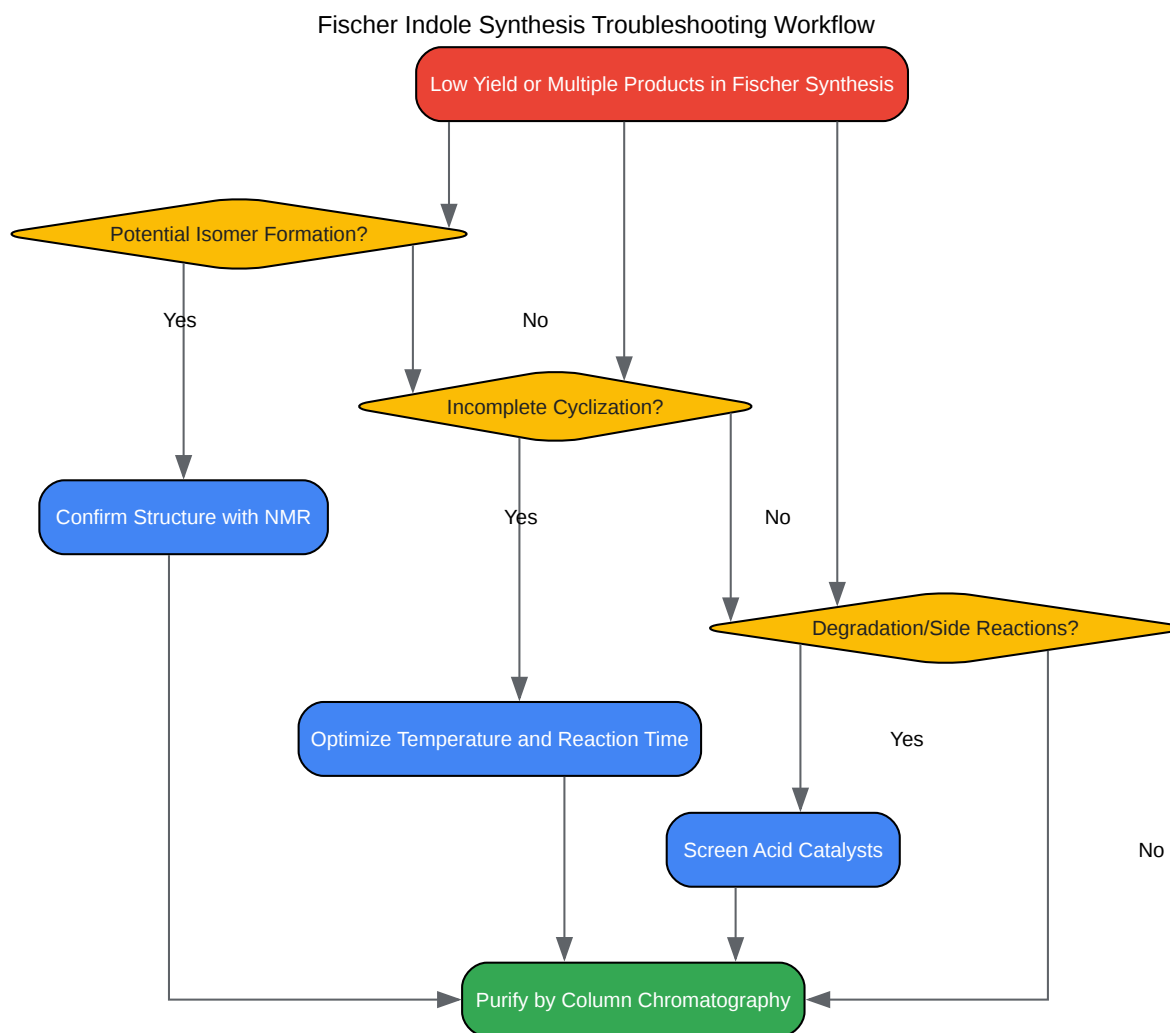 Fischer Indole Synthesis Troubleshooting Workflow
Low Yield or Multiple Products in Fischer Synthesis
Potential Isomer Formation?
Yes
No
Incomplete Cyclization?
Confirm Structure with NMR
Yes
No
Degradation/Side Reactions?
Optimize Temperature and Reaction Time
Yes
Screen Acid Catalysts
No
Purify by Column Chromatography